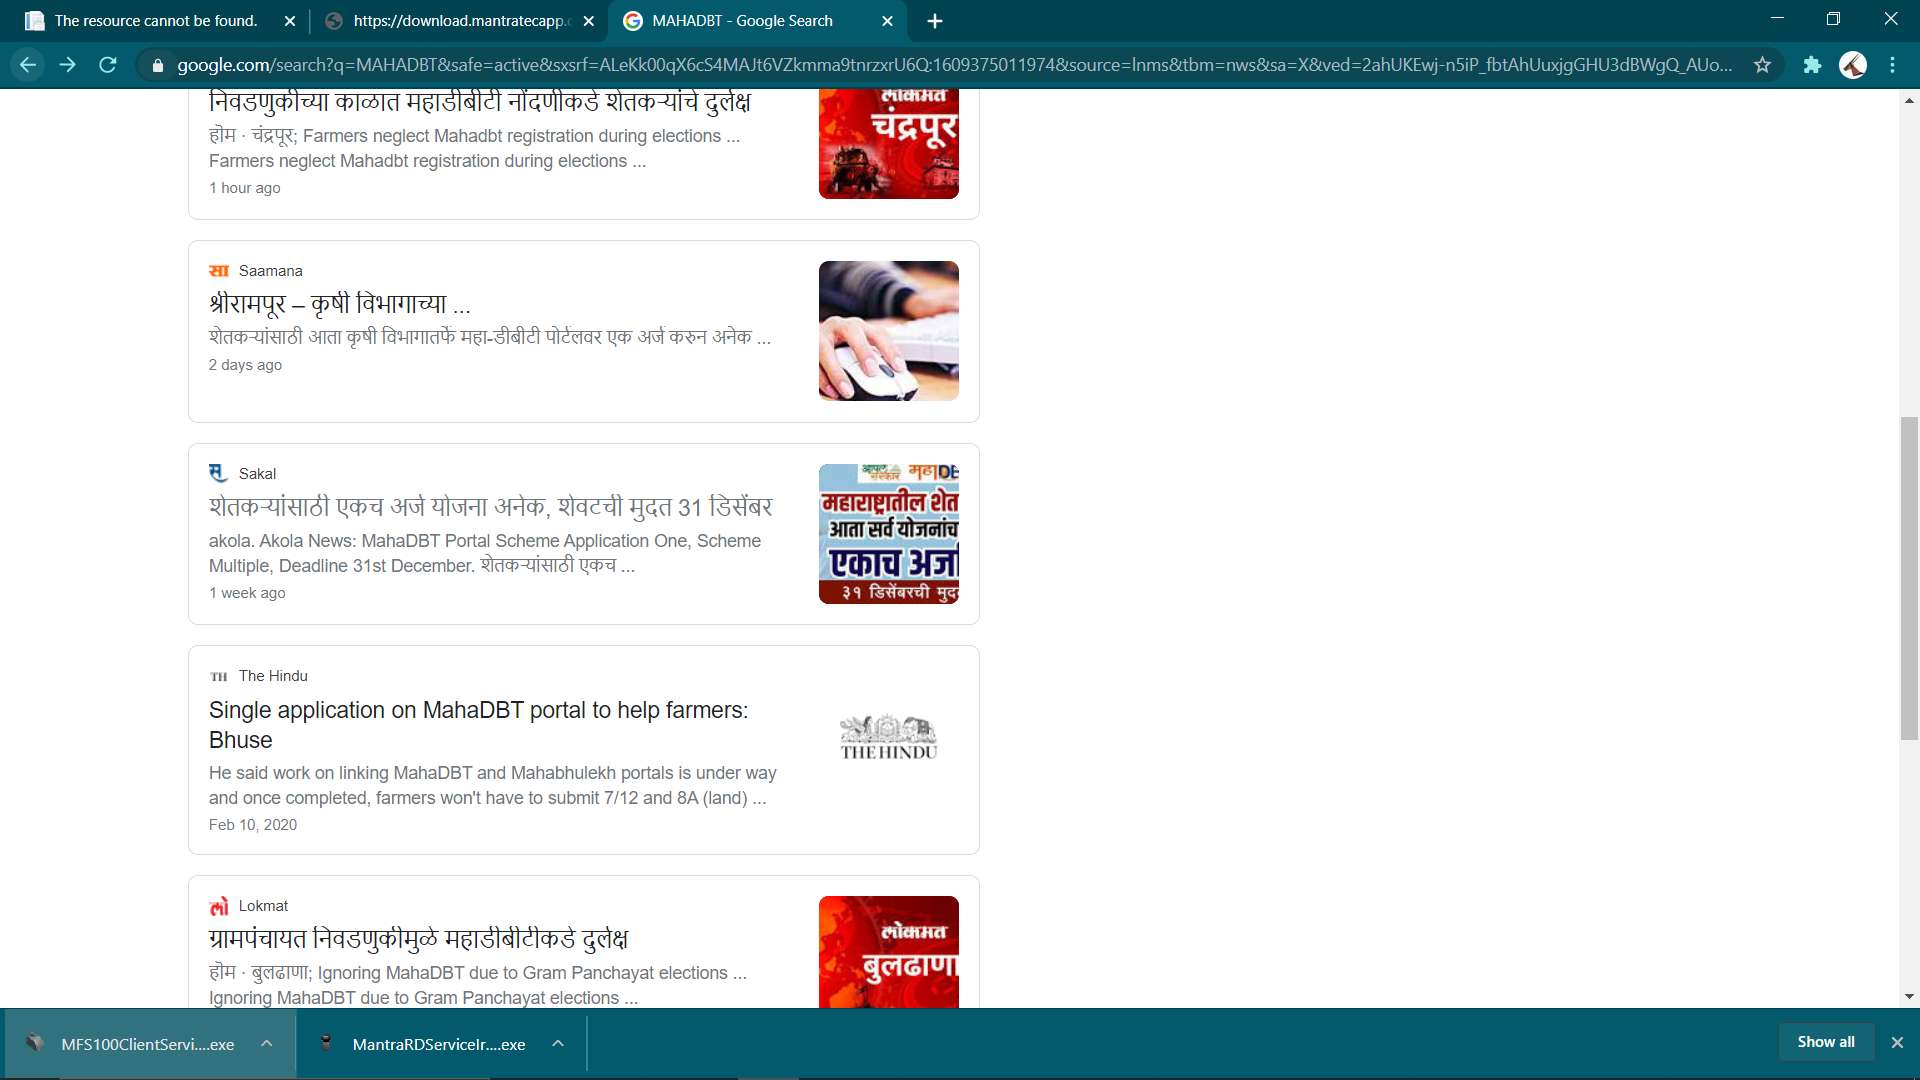 The resource cannot be found.
https://download.mantratecapp.c
MAHADBT - Google Search
google.com/search?q=MAHADBT&safe=active&sxsrf=ALeKk00qX6cS4MAJt6VZkmma9tnrzxrU6Q:1609375011974&source=lnms&tbm=nws&sa=X&ved=2ahUKEwj-n5iP_fbtAhUuxjgGHU3dBWgQ_AUo...
निवडणुकीच्या काळात महाडीबीटी नोंदणीकडे शेतकऱ्यांचे दुर्लक्ष
होम · चंद्रपूर; Farmers neglect Mahadbt registration during elections ...
Farmers neglect Mahadbt registration during elections ...
1 hour ago
लोकमत
चंद्रपूर
सा Saamana
श्रीरामपूर – कृषी विभागाच्या ...
शेतकऱ्यांसाठी आता कृषी विभागातर्फे महा-डीबीटी पोर्टलवर एक अर्ज करुन अनेक ...
2 days ago
स Sakal
शेतकऱ्यांसाठी एकच अर्ज योजना अनेक, शेवटची मुदत 31 डिसेंबर
akola. Akola News: MahaDBT Portal Scheme Application One, Scheme
Multiple, Deadline 31st December. शेतकऱ्यांसाठी एकच ...
1 week ago
आपले सरकार महाDB
महाराष्ट्रातील शेत
आता सर्व योजनांच
एकाच अर्ज
३१ डिसेंबरची मुद
TH The Hindu
Single application on MahaDBT portal to help farmers:
Bhuse
He said work on linking MahaDBT and Mahabhulekh portals is under way
and once completed, farmers won't have to submit 7/12 and 8A (land) ...
Feb 10, 2020
THE HINDU
लो Lokmat
ग्रामपंचायत निवडणुकीमुळे महाडीबीटीकडे दुर्लक्ष
होम · बुलढाणा; Ignoring MahaDBT due to Gram Panchayat elections ...
Ignoring MahaDBT due to Gram Panchayat elections ...
लोकमत
बुलढाणा
MFS100ClientServi....exe
MantraRDServiceIr....exe
Show all